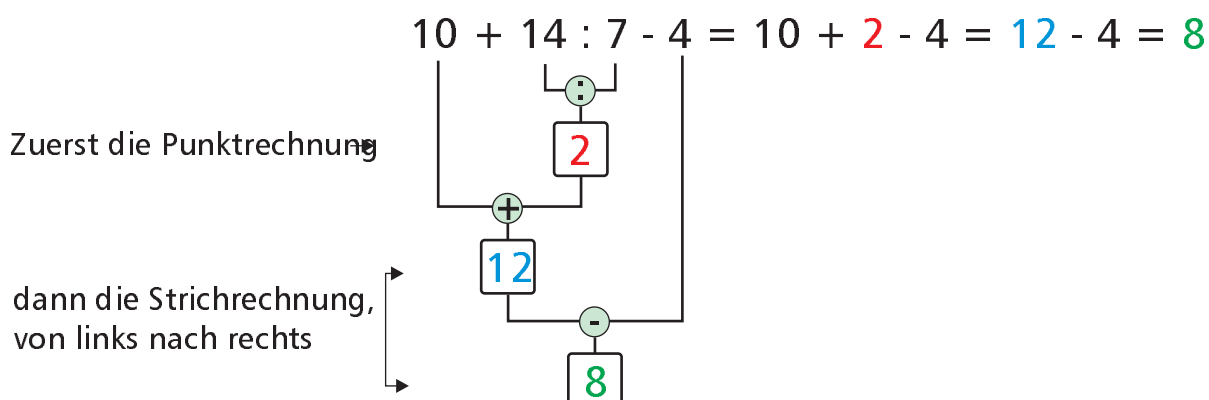 10 + 14 : 7 - 4 = 10 + 2 - 4 = 12 - 4 = 8
:
Zuerst die Punktrechnung
2
+
12
dann die Strichrechnung,
von links nach rechts
-
8